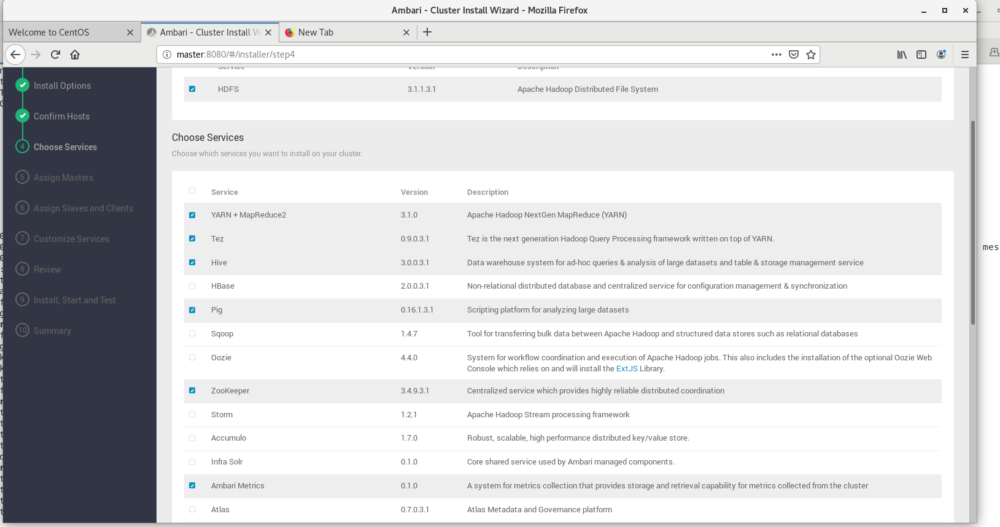 Ambari - Cluster Install Wizard - Mozilla Firefox
Welcome to CentOS
Ambari - Cluster Install W
New Tab
master:8080/#/installer/step4
Service Version Description
HDFS 3.1.1.3.1 Apache Hadoop Distributed File System
Install Options
Confirm Hosts
4 Choose Services
5 Assign Masters
6 Assign Slaves and Clients
7 Customize Services
8 Review
9 Install, Start and Test
10 Summary
Choose Services
Choose which services you want to install on your cluster.
Service Version Description
YARN + MapReduce2 3.1.0 Apache Hadoop NextGen MapReduce (YARN)
Tez 0.9.0.3.1 Tez is the next generation Hadoop Query Processing framework written on top of YARN.
Hive 3.0.0.3.1 Data warehouse system for ad-hoc queries & analysis of large datasets and table & storage management service
HBase 2.0.0.3.1 Non-relational distributed database and centralized service for configuration management & synchronization
Pig 0.16.1.3.1 Scripting platform for analyzing large datasets
Sqoop 1.4.7 Tool for transferring bulk data between Apache Hadoop and structured data stores such as relational databases
Oozie 4.4.0 System for workflow coordination and execution of Apache Hadoop jobs. This also includes the installation of the optional Oozie Web
Console which relies on and will install the ExtJS Library.
ZooKeeper 3.4.9.3.1 Centralized service which provides highly reliable distributed coordination
Storm 1.2.1 Apache Hadoop Stream processing framework
Accumulo 1.7.0 Robust, scalable, high performance distributed key/value store.
Infra Solr 0.1.0 Core shared service used by Ambari managed components.
Ambari Metrics 0.1.0 A system for metrics collection that provides storage and retrieval capability for metrics collected from the cluster
Atlas 0.7.0.3.1 Atlas Metadata and Governance platform
mes